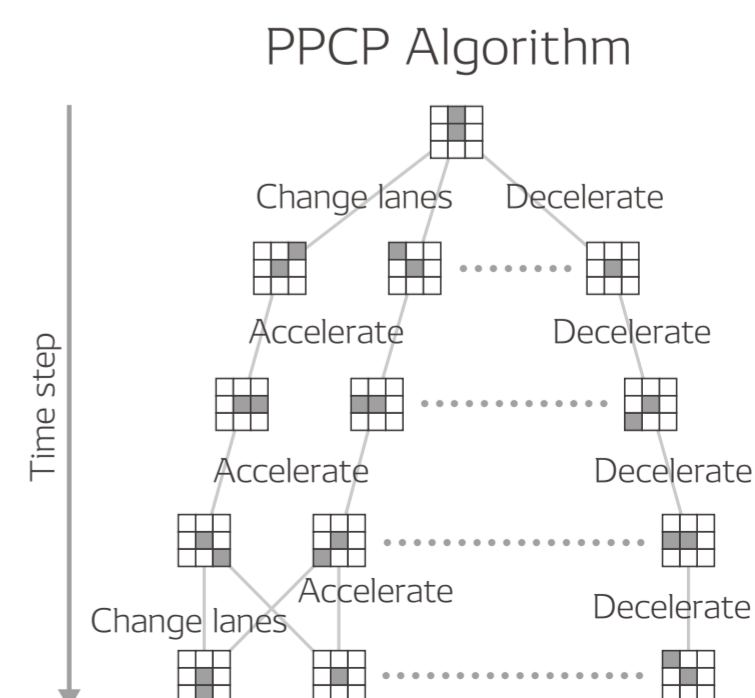 PPCP Algorithm
Change lanes
Decelerate
Accelerate
Decelerate
Time step
Accelerate
Decelerate
Accelerate
Change lanes
Decelerate